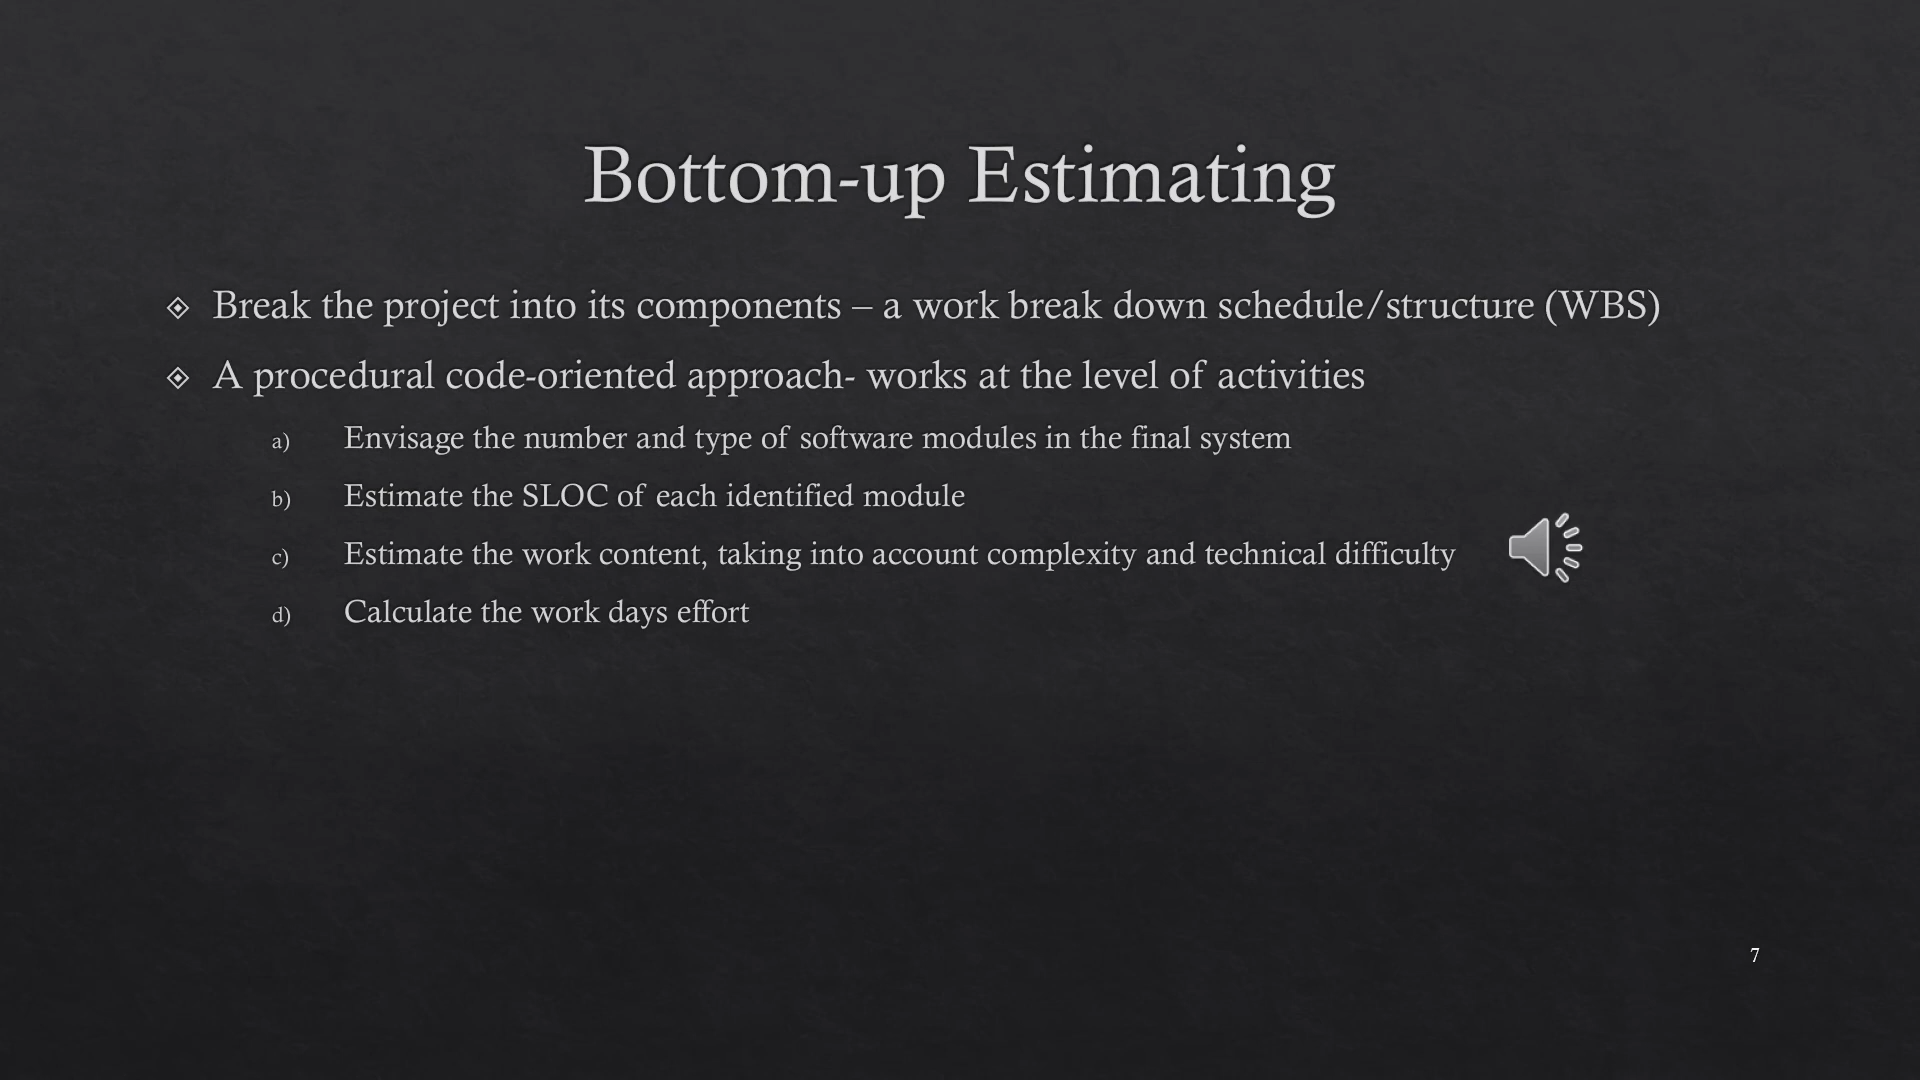 Bottom-up Estimating
Break the project into its components – a work break down schedule/structure (WBS)
A procedural code-oriented approach- works at the level of activities
a) Envisage the number and type of software modules in the final system
b) Estimate the SLOC of each identified module
c) Estimate the work content, taking into account complexity and technical difficulty
d) Calculate the work days effort
7